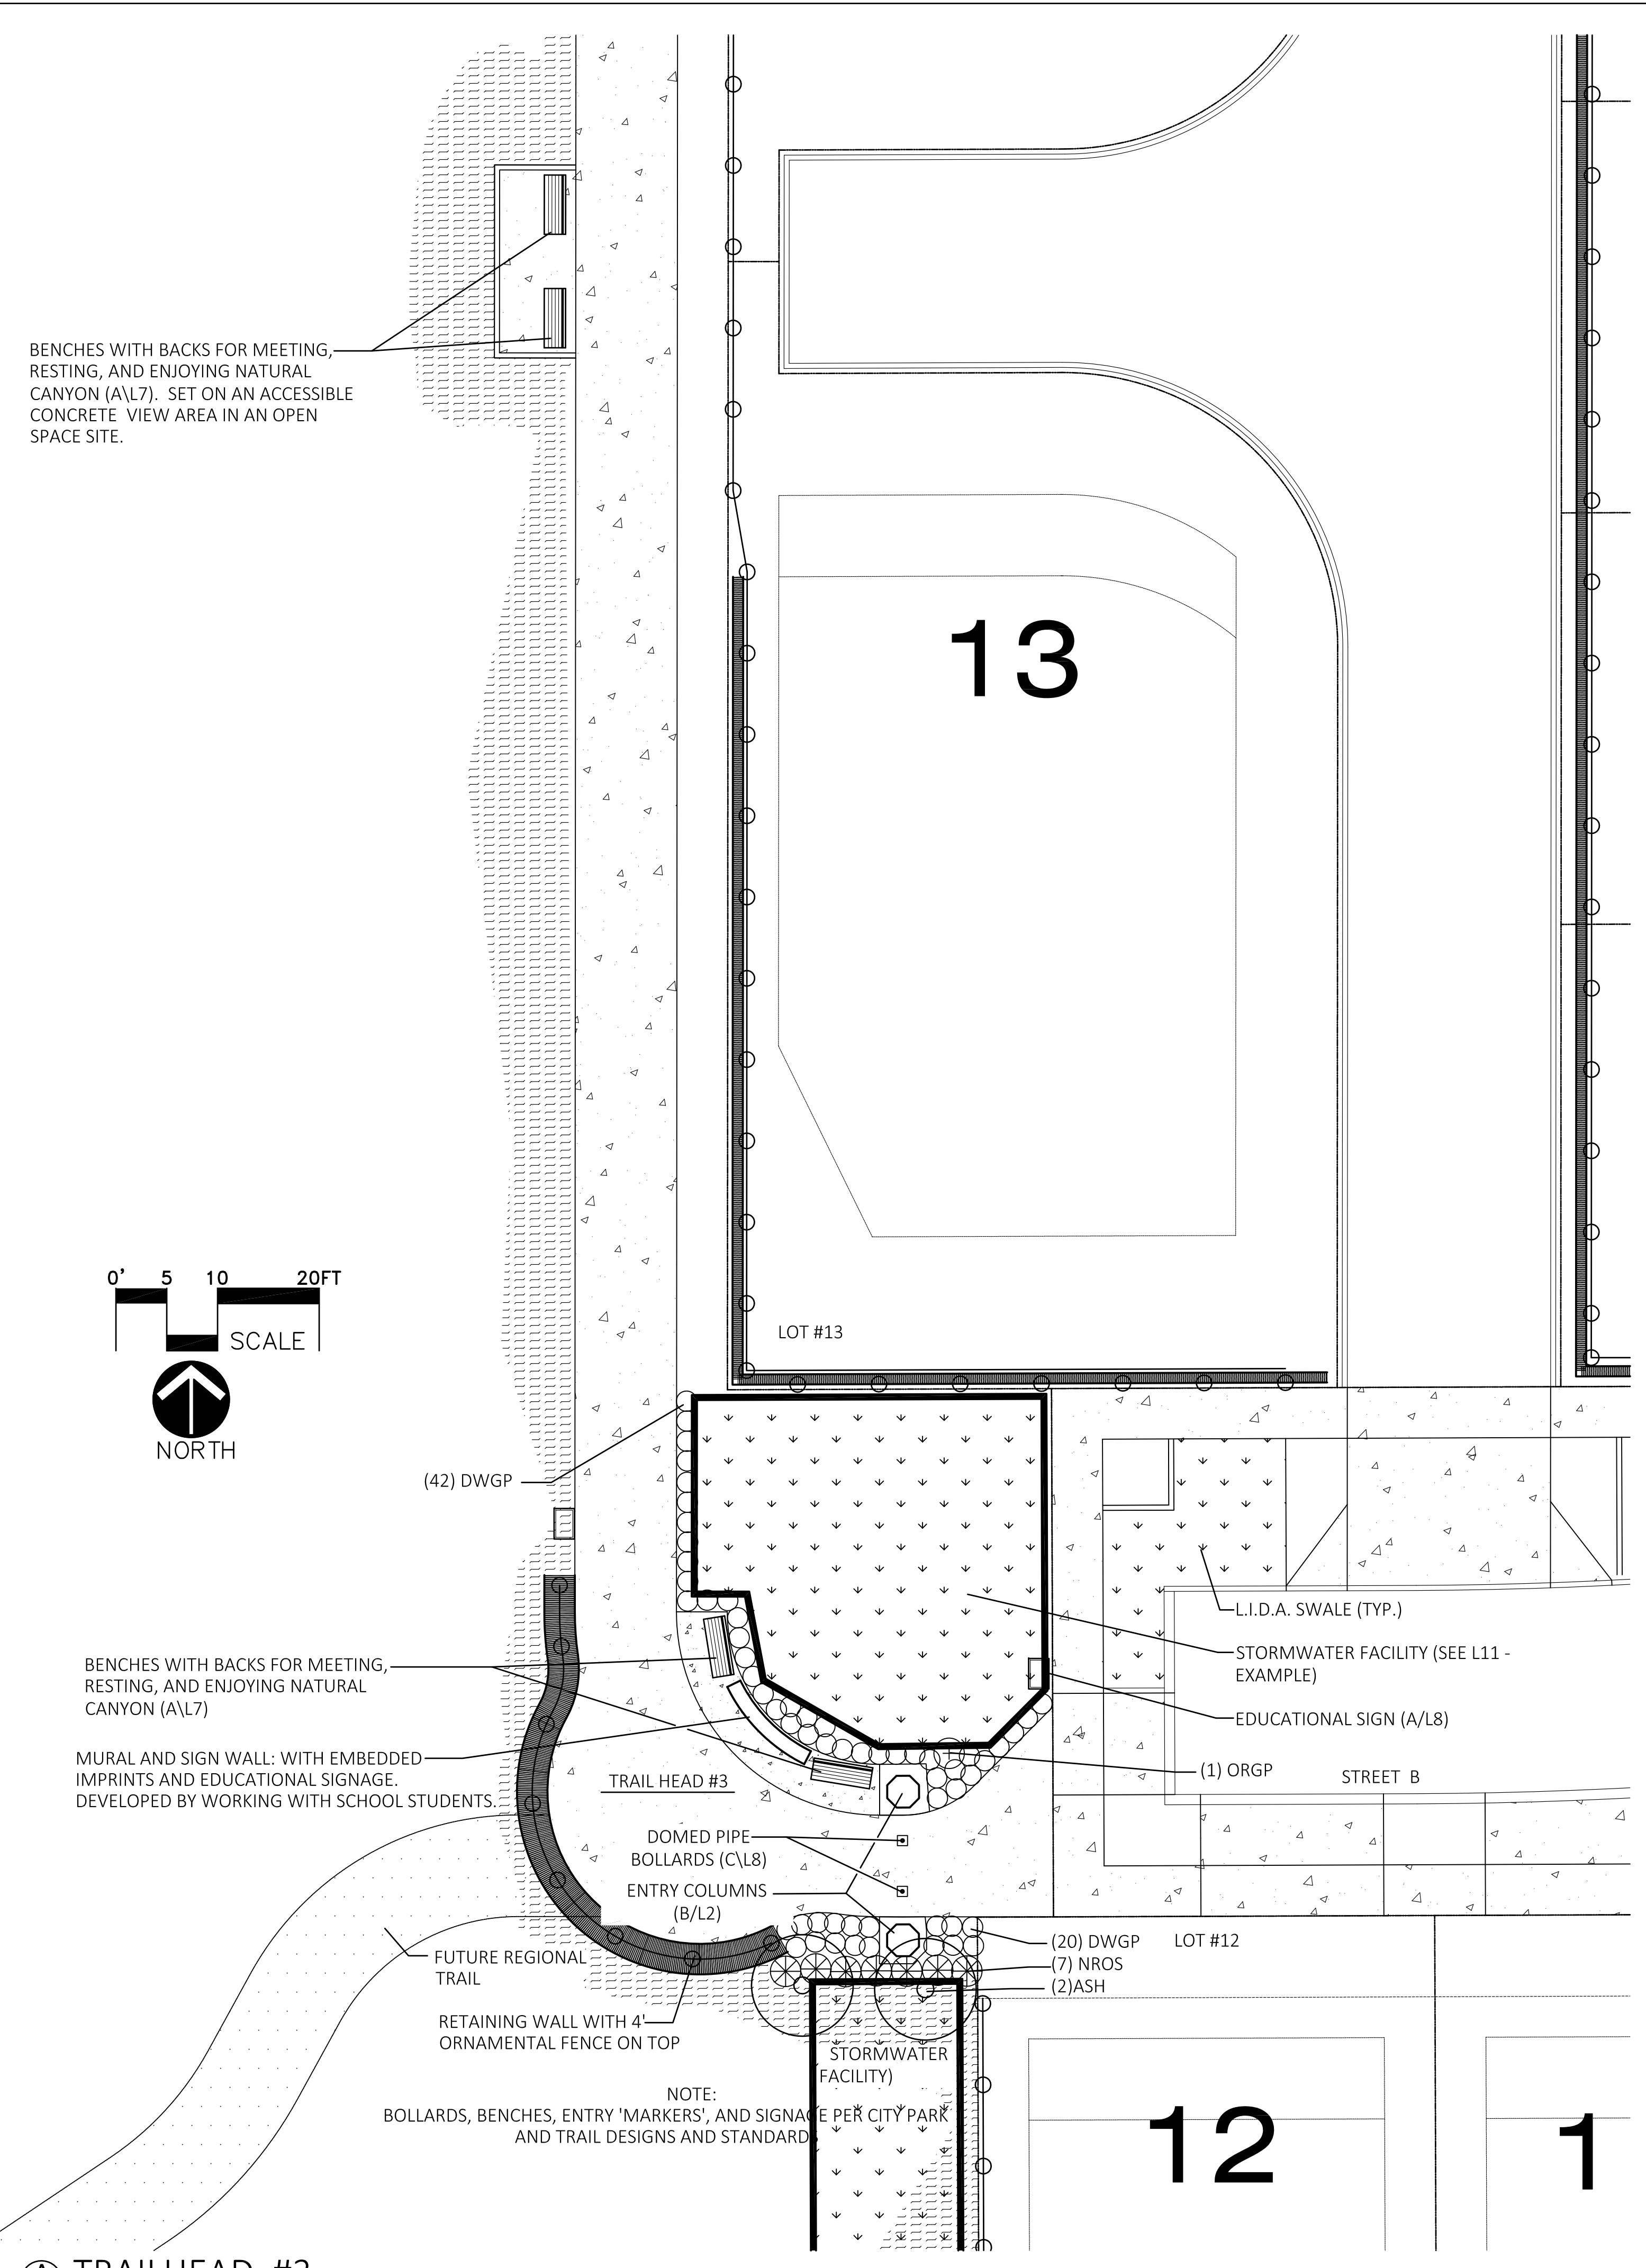 BENCHES WITH BACKS FOR MEETING,
RESTING, AND ENJOYING NATURAL
CANYON (A\L7). SET ON AN ACCESSIBLE
CONCRETE VIEW AREA IN AN OPEN
SPACE SITE.
13
0' 5 10 20FT
SCALE
NORTH
LOT #13
(42) DWGP
L.I.D.A. SWALE (TYP.)
STORMWATER FACILITY (SEE L11 -
EXAMPLE)
EDUCATIONAL SIGN (A/L8)
(1) ORGP
STREET B
BENCHES WITH BACKS FOR MEETING,
RESTING, AND ENJOYING NATURAL
CANYON (A\L7)
MURAL AND SIGN WALL: WITH EMBEDDED
IMPRINTS AND EDUCATIONAL SIGNAGE.
DEVELOPED BY WORKING WITH SCHOOL STUDENTS.
TRAIL HEAD #3
DOMED PIPE
BOLLARDS (C\L8)
ENTRY COLUMNS
(B/L2)
(20) DWGP
LOT #12
(7) NROS
(2)ASH
FUTURE REGIONAL
TRAIL
RETAINING WALL WITH 4'
ORNAMENTAL FENCE ON TOP
STORMWATER
FACILITY)
NOTE:
BOLLARDS, BENCHES, ENTRY 'MARKERS', AND SIGNAGE PER CITY PARK
AND TRAIL DESIGNS AND STANDARDS
12
1
TRAILHEAD